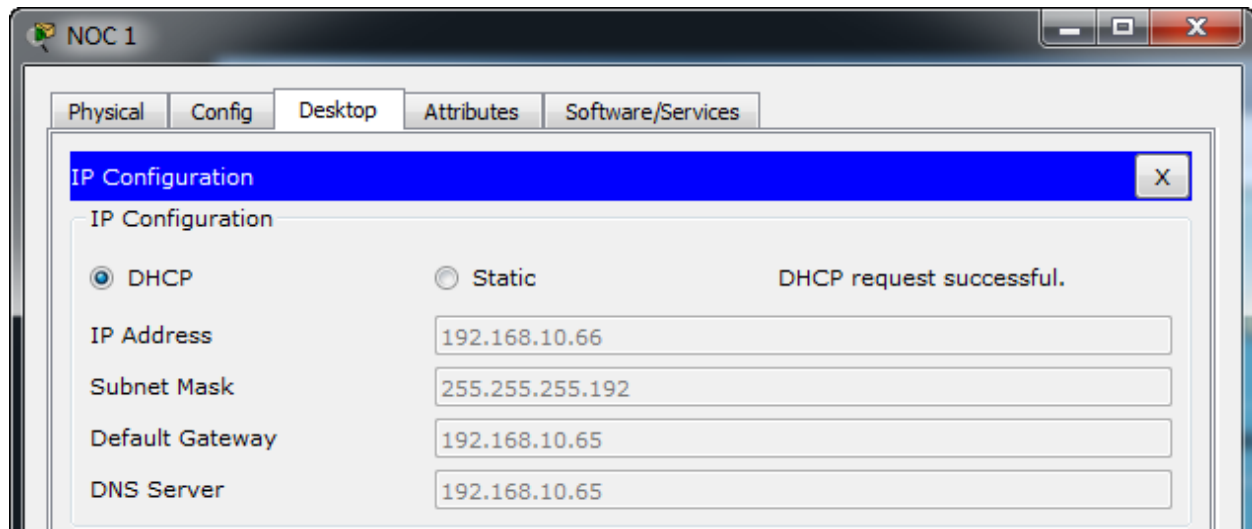 NOC 1
Physical Config Desktop Attributes Software/Services
IP Configuration X
IP Configuration
DHCP Static DHCP request successful.
IP Address 192.168.10.66
Subnet Mask 255.255.255.192
Default Gateway 192.168.10.65
DNS Server 192.168.10.65